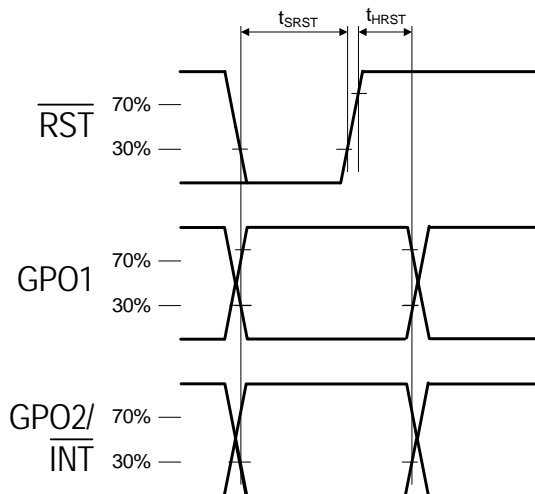 tSRST
tHRST
70%
RST
30%
GPO1
70%
30%
GPO2/
70%
INT
30%